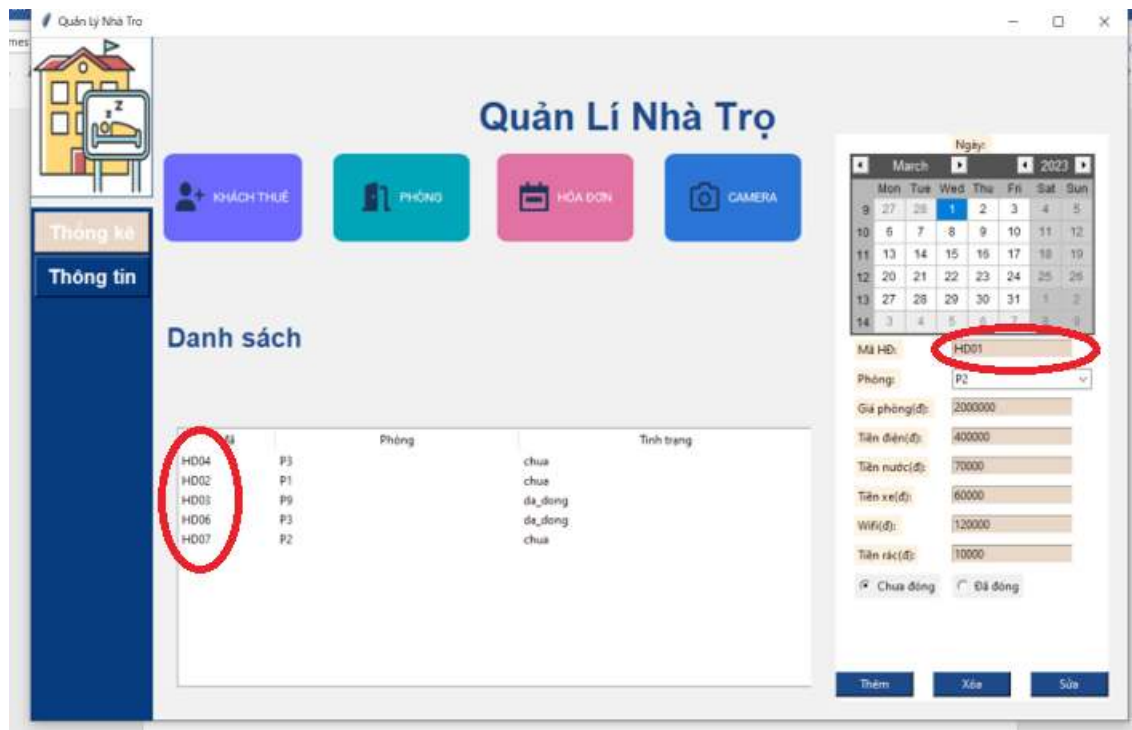 Quản Lý Nhà Trọ
mes
Quản Lí Nhà Trọ
z z
KHÁCH THUÊ
PHÒNG
HÓA ĐƠN
CAMERA
Thống kê
Thông tin
Danh sách
Mã Phòng Tình trạng
HD04 P3 chua
HD02 P1 chua
HD03 P9 da_dong
HD06 P3 da_dong
HD07 P2 chua
Ngày:
March 2023
Mon Tue Wed Thu Fri Sat Sun
9 27 28 1 2 3 4 5
10 6 7 8 9 10 11 12
11 13 14 15 16 17 18 19
12 20 21 22 23 24 25 26
13 27 28 29 30 31 1 2
14 3 4 5 6 7 8 9
Mã HĐ: HD01
Phòng: P2
Giá phòng(đ): 2000000
Tiền điện(đ): 400000
Tiền nước(đ): 70000
Tiền xe(đ): 60000
Wifi(đ): 120000
Tiền rác(đ): 10000
Chưa đóng Đã đóng
Thêm Xóa Sửa